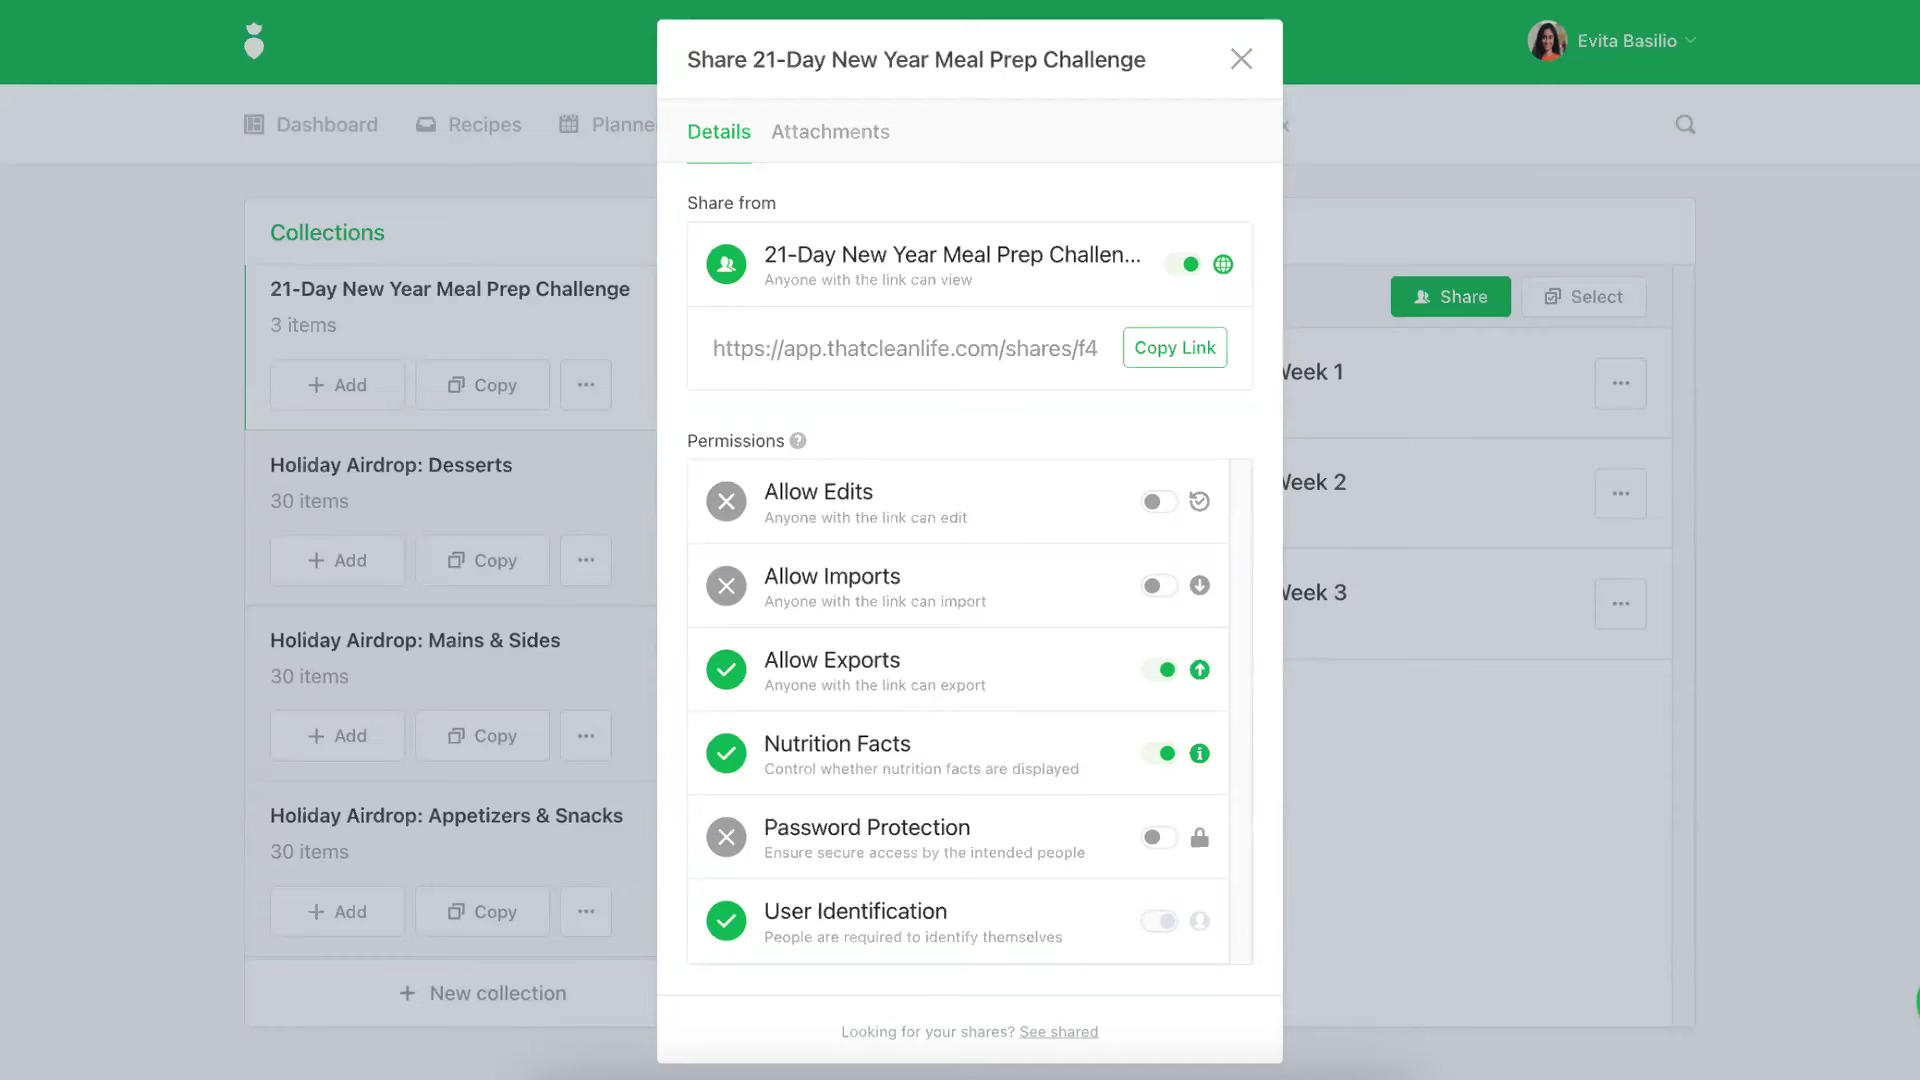 Evita Basilio
Dashboard
Recipes
Share 21-Day New Year Meal Prep Challenge
Details
Attachments
Share from
21-Day New Year Meal Prep Challen...
Anyone with the link can view
https://app.thatcleanlife.com/shares/f4
Copy Link
Permissions
Allow Edits
Anyone with the link can edit
Allow Imports
Anyone with the link can import
Allow Exports
Anyone with the link can export
Nutrition Facts
Control whether nutrition facts are displayed
Password Protection
Ensure secure access by the intended people
User Identification
People are required to identify themselves
Looking for your shares? See shared
Collections
21-Day New Year Meal Prep Challenge
3 items
Add
Copy
Holiday Airdrop: Desserts
30 items
Add
Copy
Holiday Airdrop: Mains & Sides
30 items
Add
Copy
Holiday Airdrop: Appetizers & Snacks
30 items
Add
Copy
+ New collection
Share
Select
Week 1
Week 2
Week 3